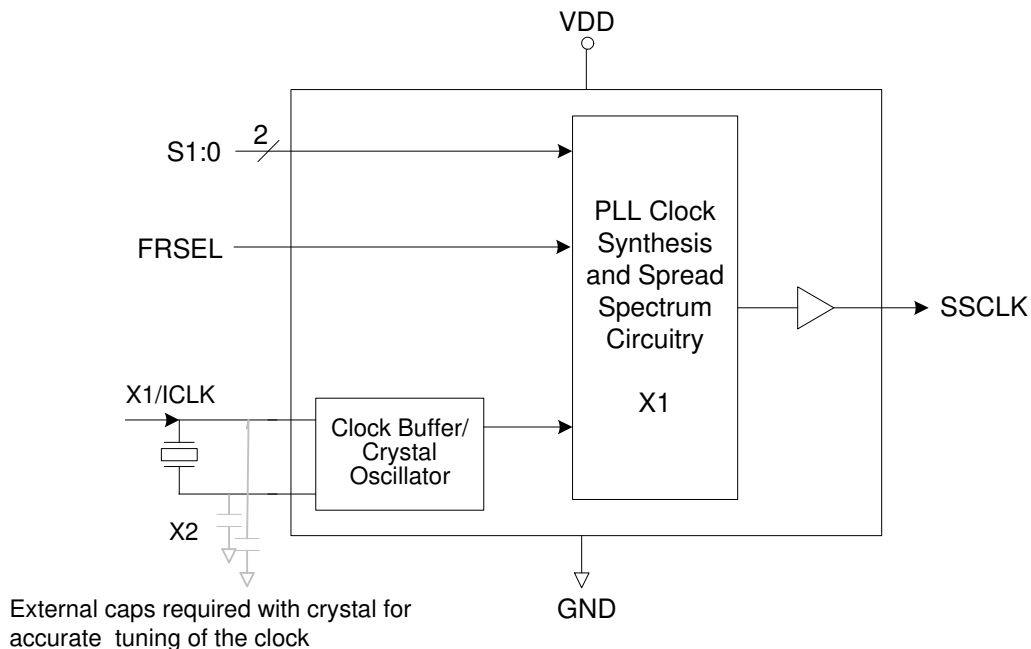 VDD
2
S1:0
FRSEL
PLL Clock
Synthesis
and Spread
Spectrum
Circuitry
X1
SSCLK
X1/ICLK
Clock Buffer/
Crystal
Oscillator
X2
GND
External caps required with crystal for
accurate tuning of the clock